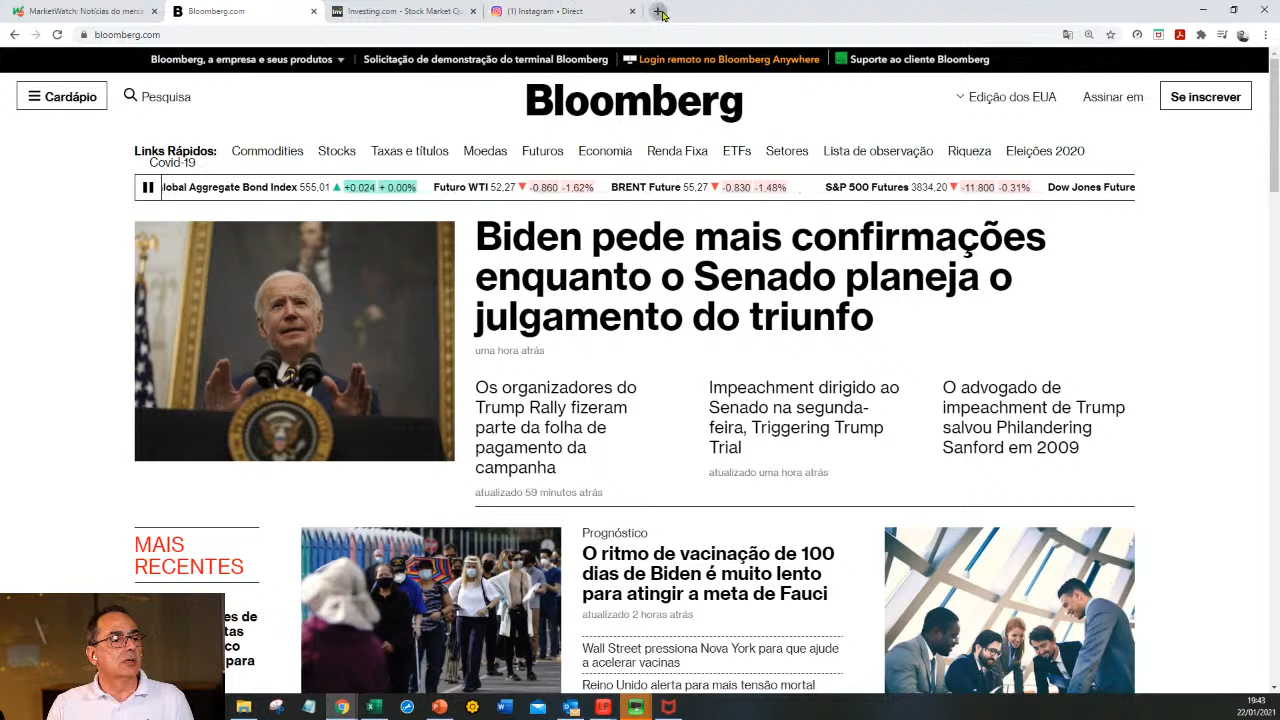 MarketWatch: Notícias do merc
Bloomberg.com
Investing.com - Stock Market Q
(1) Instagram • Direct
bloomberg.com
Bloomberg, a empresa e seus produtos
Solicitação de demonstração do terminal Bloomberg
Login remoto no Bloomberg Anywhere
Suporte ao cliente Bloomberg
Cardápio
Pesquisa
Bloomberg
Edição dos EUA
Assinar em
Se inscrever
Links Rápidos: Commodities Stocks Taxas e títulos Moedas Futuros Economia Renda Fixa ETFs Setores Lista de observação Riqueza Eleições 2020
Covid-19
lobal Aggregate Bond Index 555,01 +0.024 +0.00% Futuro WTI 52,27 -0.860 -1.62% BRENT Future 55,27 -0.830 -1.48% S&P 500 Futures 3834,20 -11.800 -0.31% Dow Jones Future
Biden pede mais confirmações
enquanto o Senado planeja o
julgamento do triunfo
uma hora atrás
Os organizadores do
Trump Rally fizeram
parte da folha de
pagamento da
campanha
atualizado 59 minutos atrás
Impeachment dirigido ao
Senado na segunda-
feira, Triggering Trump
Trial
atualizado uma hora atrás
O advogado de
impeachment de Trump
salvou Philandering
Sanford em 2009
MAIS
RECENTES
es de
tas
co
para
Prognóstico
O ritmo de vacinação de 100
dias de Biden é muito lento
para atingir a meta de Fauci
atualizado 2 horas atrás
Wall Street pressiona Nova York para que ajude
a acelerar vacinas
Reino Unido alerta para mais tensão mortal
19:43
22/01/2021